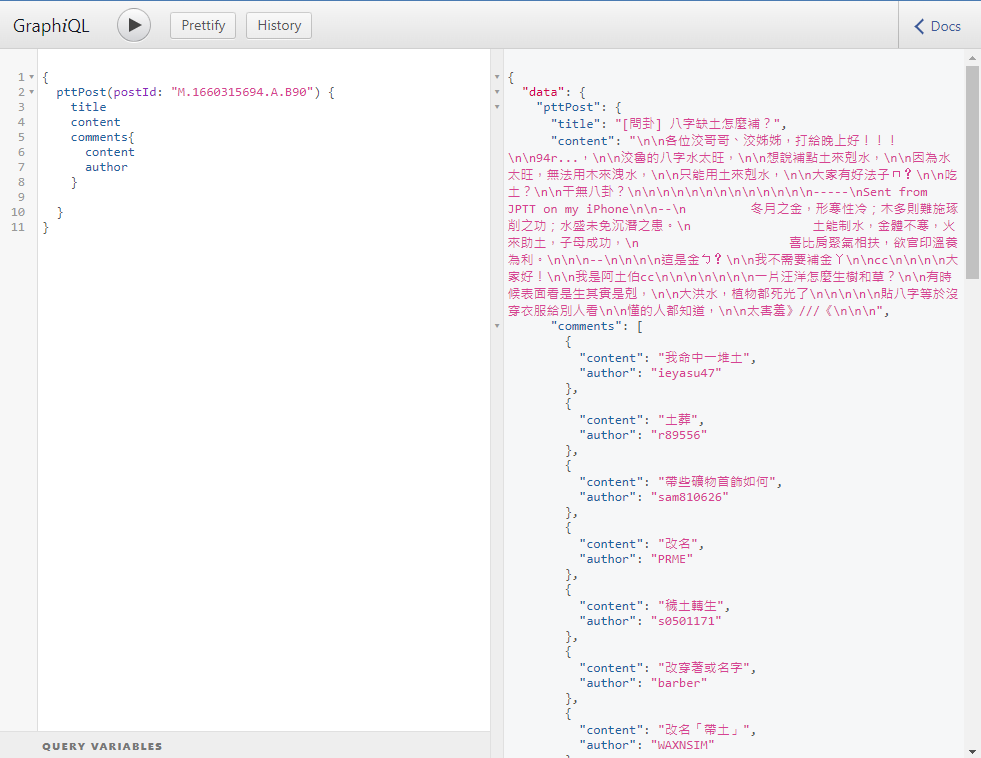 GraphiQL
Prettify
History
Docs
1 {
2 pttPost(postId: "M.1660315694.A.B90") {
3 title
4 content
5 comments{
6 content
7 author
8 }
9
10 }
11 }
QUERY VARIABLES
{
"data": {
"pttPost": {
"title": "[問卦] 八字缺土怎麼補？",
"content": "\n\n各位洨哥哥、洨姊姊，打給晚上好！！！
\n\n94r...，\n\n洨魯的八字水太旺，\n\n想說補點土來剋水，\n\n因為水
太旺，無法用木來洩水，\n\n只能用土來剋水，\n\n大家有好法子ㄇ？\n\n吃
土？\n\n干無八卦？\n\n\n\n\n\n\n\n\n\n\n\n\n\n-----\nSent from
JPTT on my iPhone\n\n--\n 冬月之金，形寒性冷；木多則難施琢
削之功；水盛未免沉潛之患。\n 土能制水，金體不寒，火
來助土，子母成功，\n 喜比肩聚氣相扶，欲官印溫養
為利。\n\n\n--\n\n\n\n這是金ㄅ？\n\n我不需要補金ㄚ\n\ncc\n\n\n\n大
家好！\n\n我是阿土伯cc\n\n\n\n\n\n\n一片汪洋怎麼生樹和草？\n\n有時
候表面看是生其實是剋，\n\n大洪水，植物都死光了\n\n\n\n\n貼八字等於沒
穿衣服給別人看\n\n懂的人都知道，\n\n太害羞》///《\n\n\n",
"comments": [
{
"content": "我命中一堆土",
"author": "ieyasu47"
},
{
"content": "土葬",
"author": "r89556"
},
{
"content": "帶些礦物首飾如何",
"author": "sam810626"
},
{
"content": "改名",
"author": "PRME"
},
{
"content": "穢土轉生",
"author": "s0501171"
},
{
"content": "改穿著或名字",
"author": "barber"
},
{
"content": "改名「帶土」",
"author": "WAXNSIM"